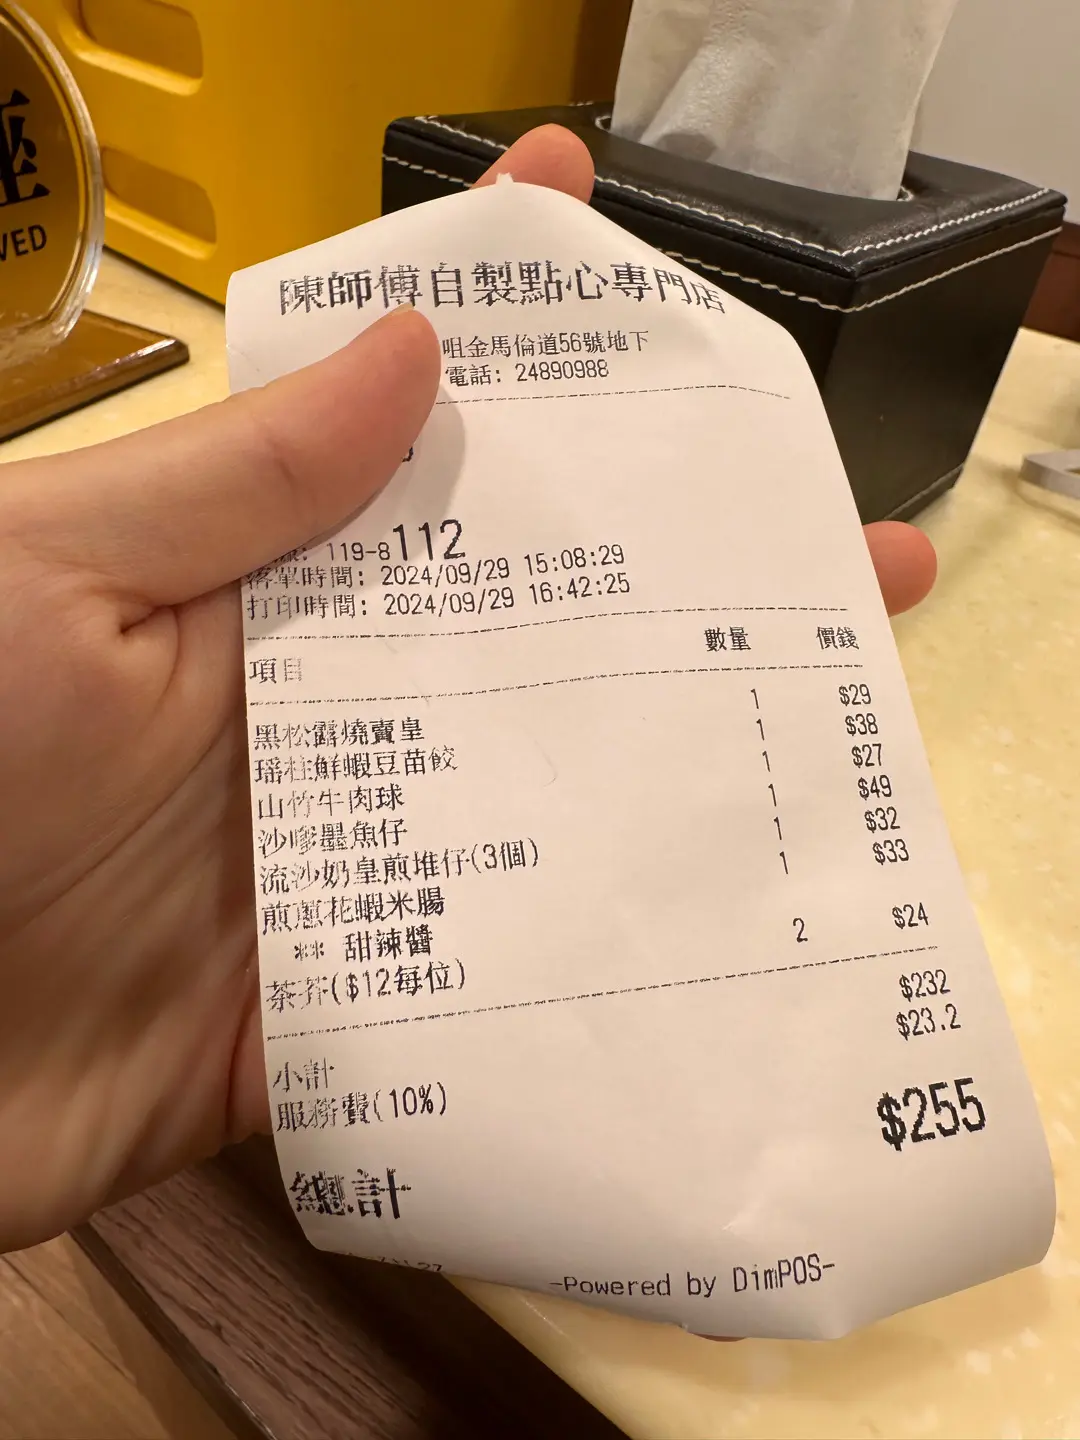 座
VED
陳師傅自製點心專門店
咀金馬倫道56號地下
電話: 24890988
119-8112
落單時間: 2024/09/29 15:08:29
打印時間: 2024/09/29 16:42:25
項目 數量 價錢
黑松露燒賣皇 1 $29
瑤柱鮮蝦豆苗餃 1 $38
山竹牛肉球 1 $27
沙嗲墨魚仔 1 $49
流沙奶皇煎堆仔(3個) 1 $32
煎蔥花蝦米腸 1 $33
** 甜辣醬
茶芥($12每位) 2 $24
小計 $232
服務費(10%) $23.2
總計 $255
-Powered by DimPOS-